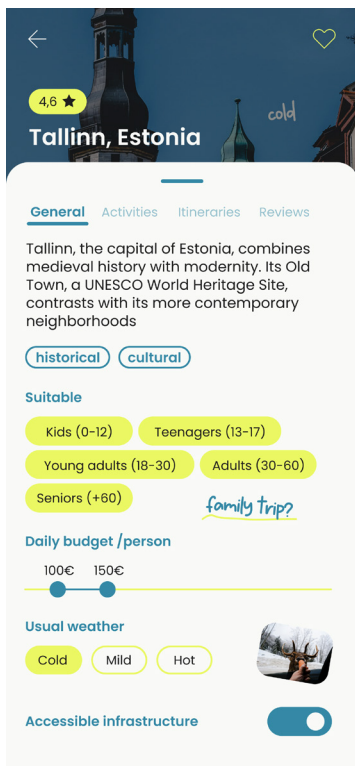 4,6 ★
cold
Tallinn, Estonia
General Activities Itineraries Reviews
Tallinn, the capital of Estonia, combines
medieval history with modernity. Its Old
Town, a UNESCO World Heritage Site,
contrasts with its more contemporary
neighborhoods
historical cultural
Suitable
Kids (0-12) Teenagers (13-17)
Young adults (18-30) Adults (30-60)
Seniors (+60)
family trip?
Daily budget /person
100€ 150€
Usual weather
Cold Mild Hot
Accessible infrastructure